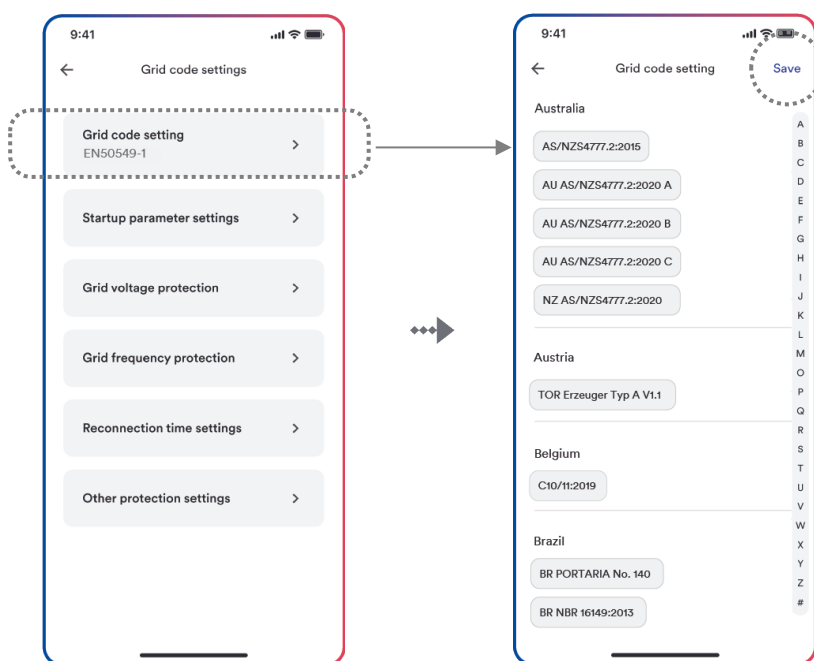 9:41
Grid code settings
Grid code setting
EN50549-1
Startup parameter settings
Grid voltage protection
Grid frequency protection
Reconnection time settings
Other protection settings
9:41
Grid code setting
Save
Australia
AS/NZS4777.2:2015
AU AS/NZS4777.2:2020 A
AU AS/NZS4777.2:2020 B
AU AS/NZS4777.2:2020 C
NZ AS/NZS4777.2:2020
Austria
TOR Erzeuger Typ A V1.1
Belgium
C10/11:2019
Brazil
BR PORTARIA No. 140
BR NBR 16149:2013
A
B
C
D
E
F
G
H
I
J
K
L
M
O
P
Q
R
S
T
U
V
W
X
Y
Z
#